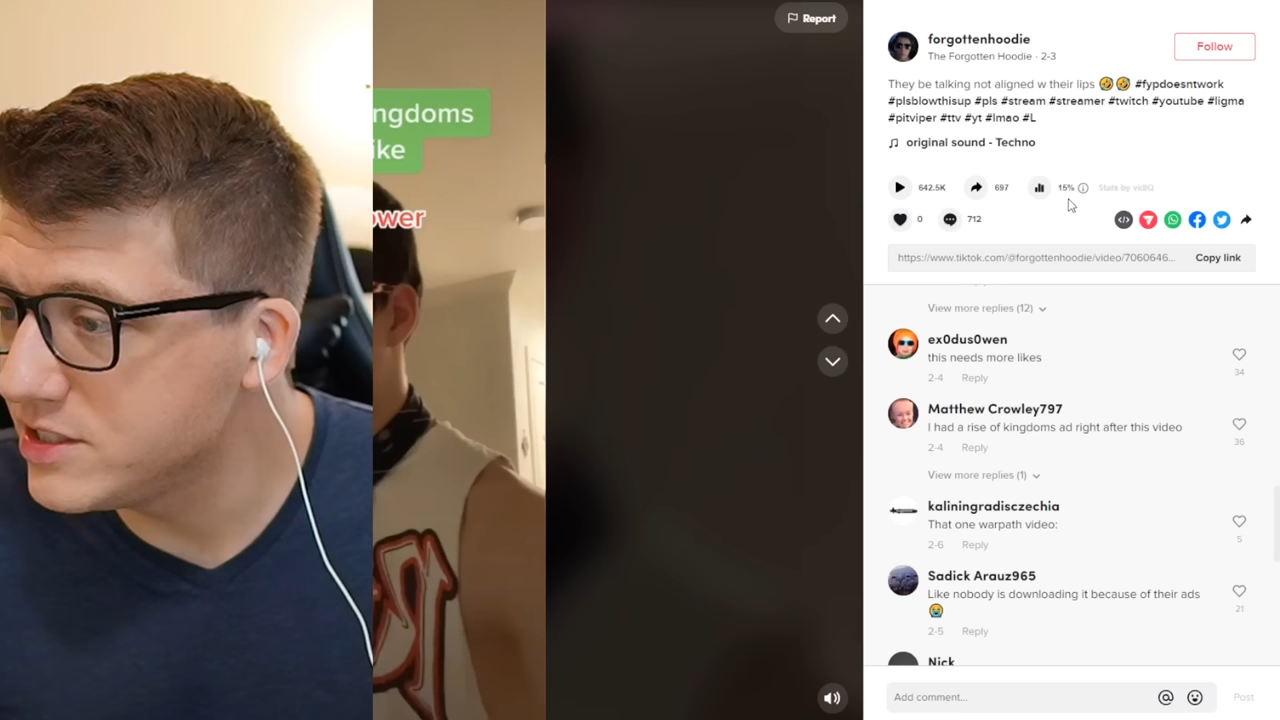 Report
ngdoms
ike
ower
forgottenhoodie
The Forgotten Hoodie · 2-3
Follow
They be talking not aligned w their lips 🤣🤣 #fypdoesntwork
#plsblowthisup #pls #stream #streamer #twitch #youtube #ligma
#pitviper #ttv #yt #lmao #L
original sound - Techno
642.5K
697
15%
0
712
https://www.tiktok.com/@forgottenhoodie/video/7060646...
Copy link
View more replies (12)
ex0dus0wen
this needs more likes
34
2-4 Reply
Matthew Crowley797
I had a rise of kingdoms ad right after this video
36
2-4 Reply
View more replies (1)
kaliningradisczechia
That one warpath video:
5
2-6 Reply
Sadick Arauz965
Like nobody is downloading it because of their ads
😭
21
2-5 Reply
Nick
Add comment...
Post